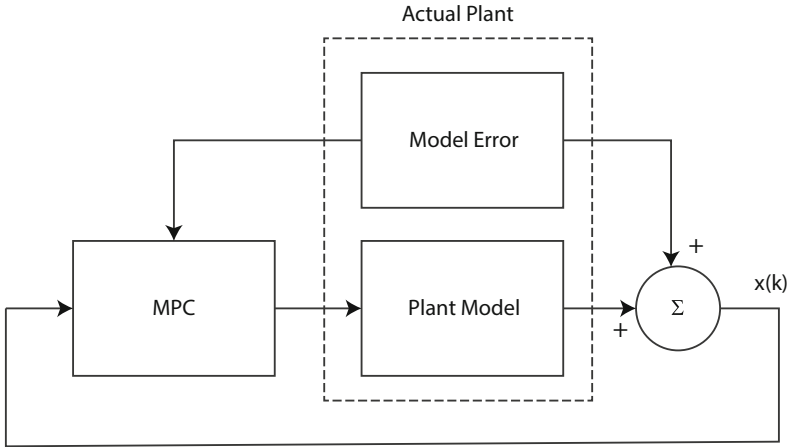 Actual Plant
Model Error
+
x(k)
MPC
Plant Model
Σ
+